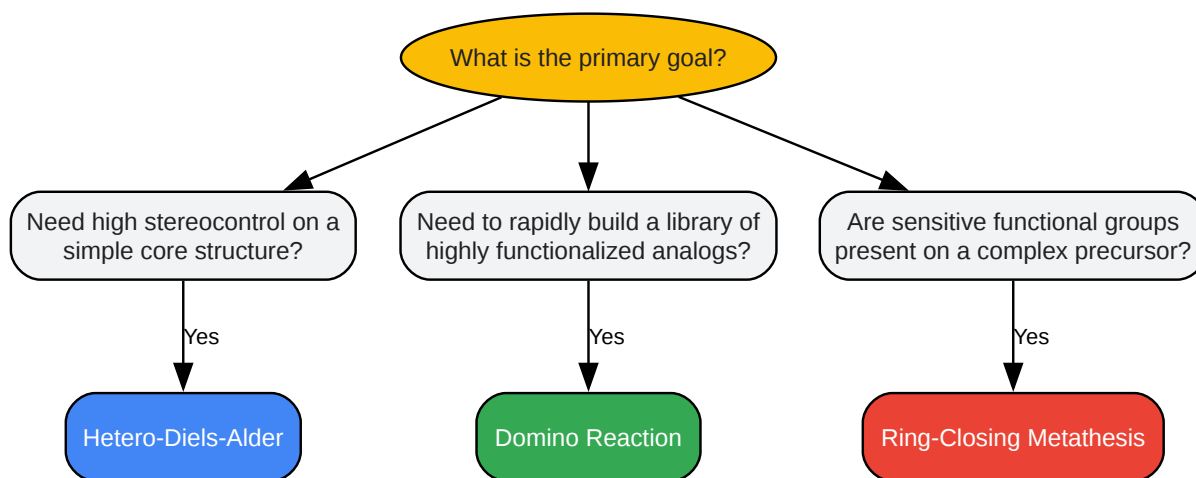 What is the primary goal?
Need high stereocontrol on a
simple core structure?
Need to rapidly build a library of
highly functionalized analogs?
Are sensitive functional groups
present on a complex precursor?
Yes
Yes
Yes
Hetero-Diels-Alder
Domino Reaction
Ring-Closing Metathesis